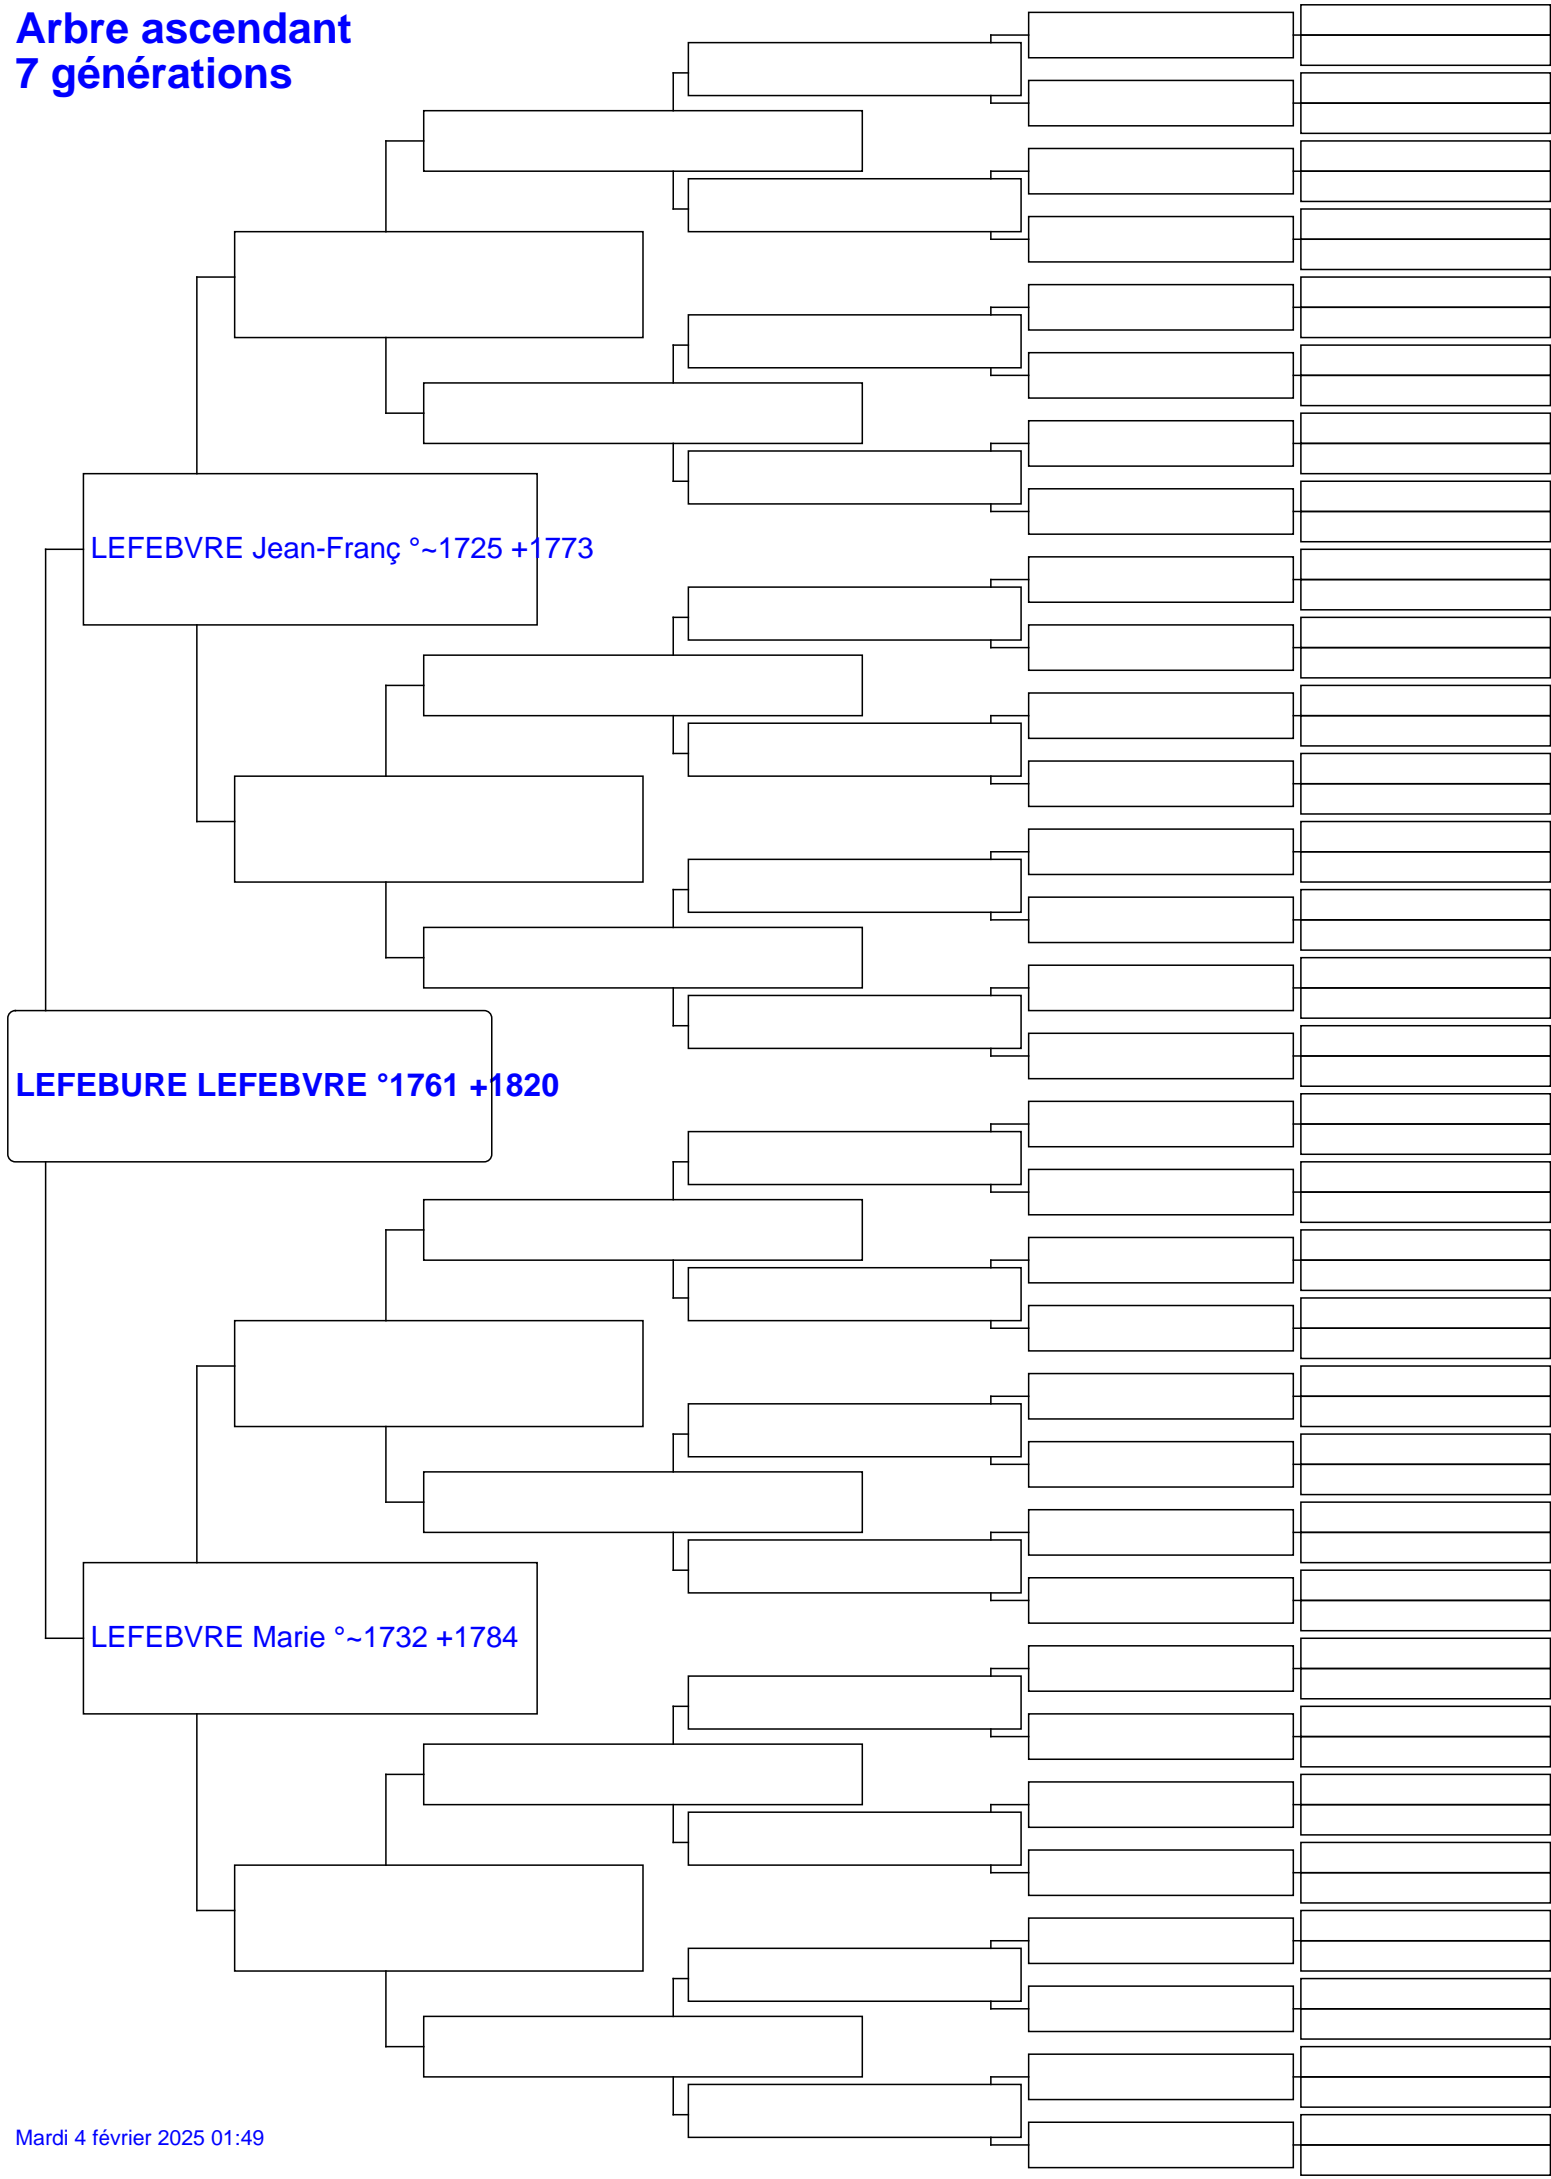 Arbre ascendant
7 générations
LEFEBVRE Jean-Franç °~1725 +1773
LEFEBURE LEFEBVRE °1761 +1820
LEFEBVRE Marie °~1732 +1784
Mardi 4 février 2025 01:49